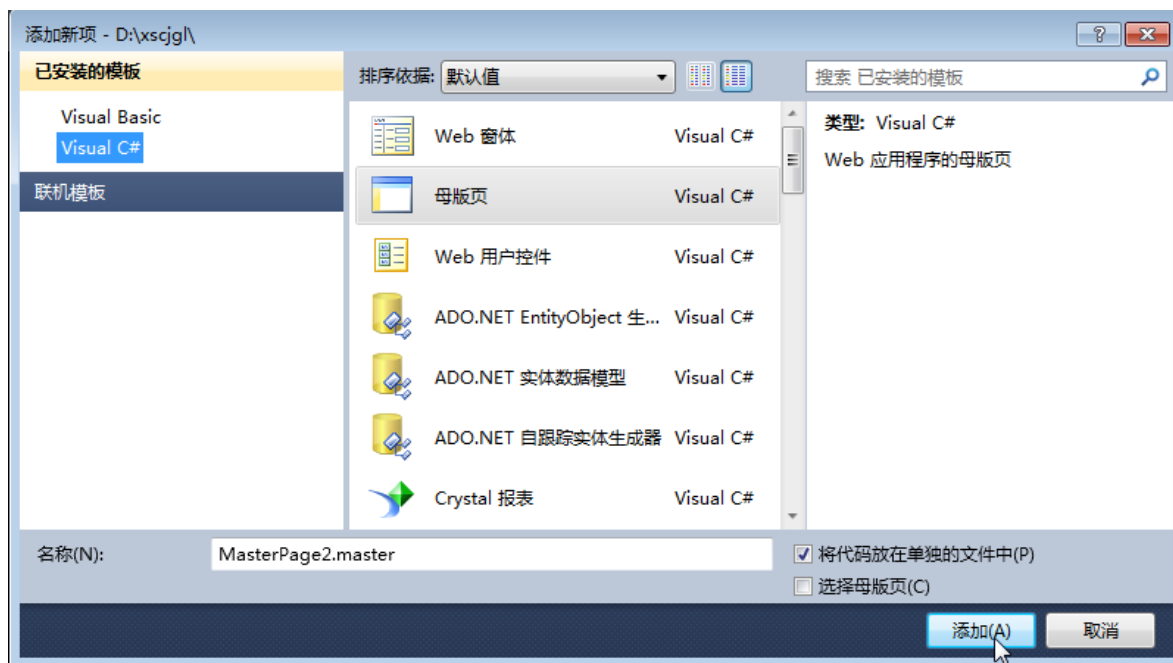 添加新项 - D:\xscjgl\
已安装的模板
Visual Basic
Visual C#
联机模板
排序依据: 默认值
搜索 已安装的模板
Web 窗体 Visual C#
母版页 Visual C#
Web 用户控件 Visual C#
ADO.NET EntityObject 生... Visual C#
ADO.NET 实体数据模型 Visual C#
ADO.NET 自跟踪实体生成器 Visual C#
Crystal 报表 Visual C#
类型: Visual C#
Web 应用程序的母版页
名称(N): MasterPage2.master
将代码放在单独的文件中(P)
选择母版页(C)
添加(A) 取消